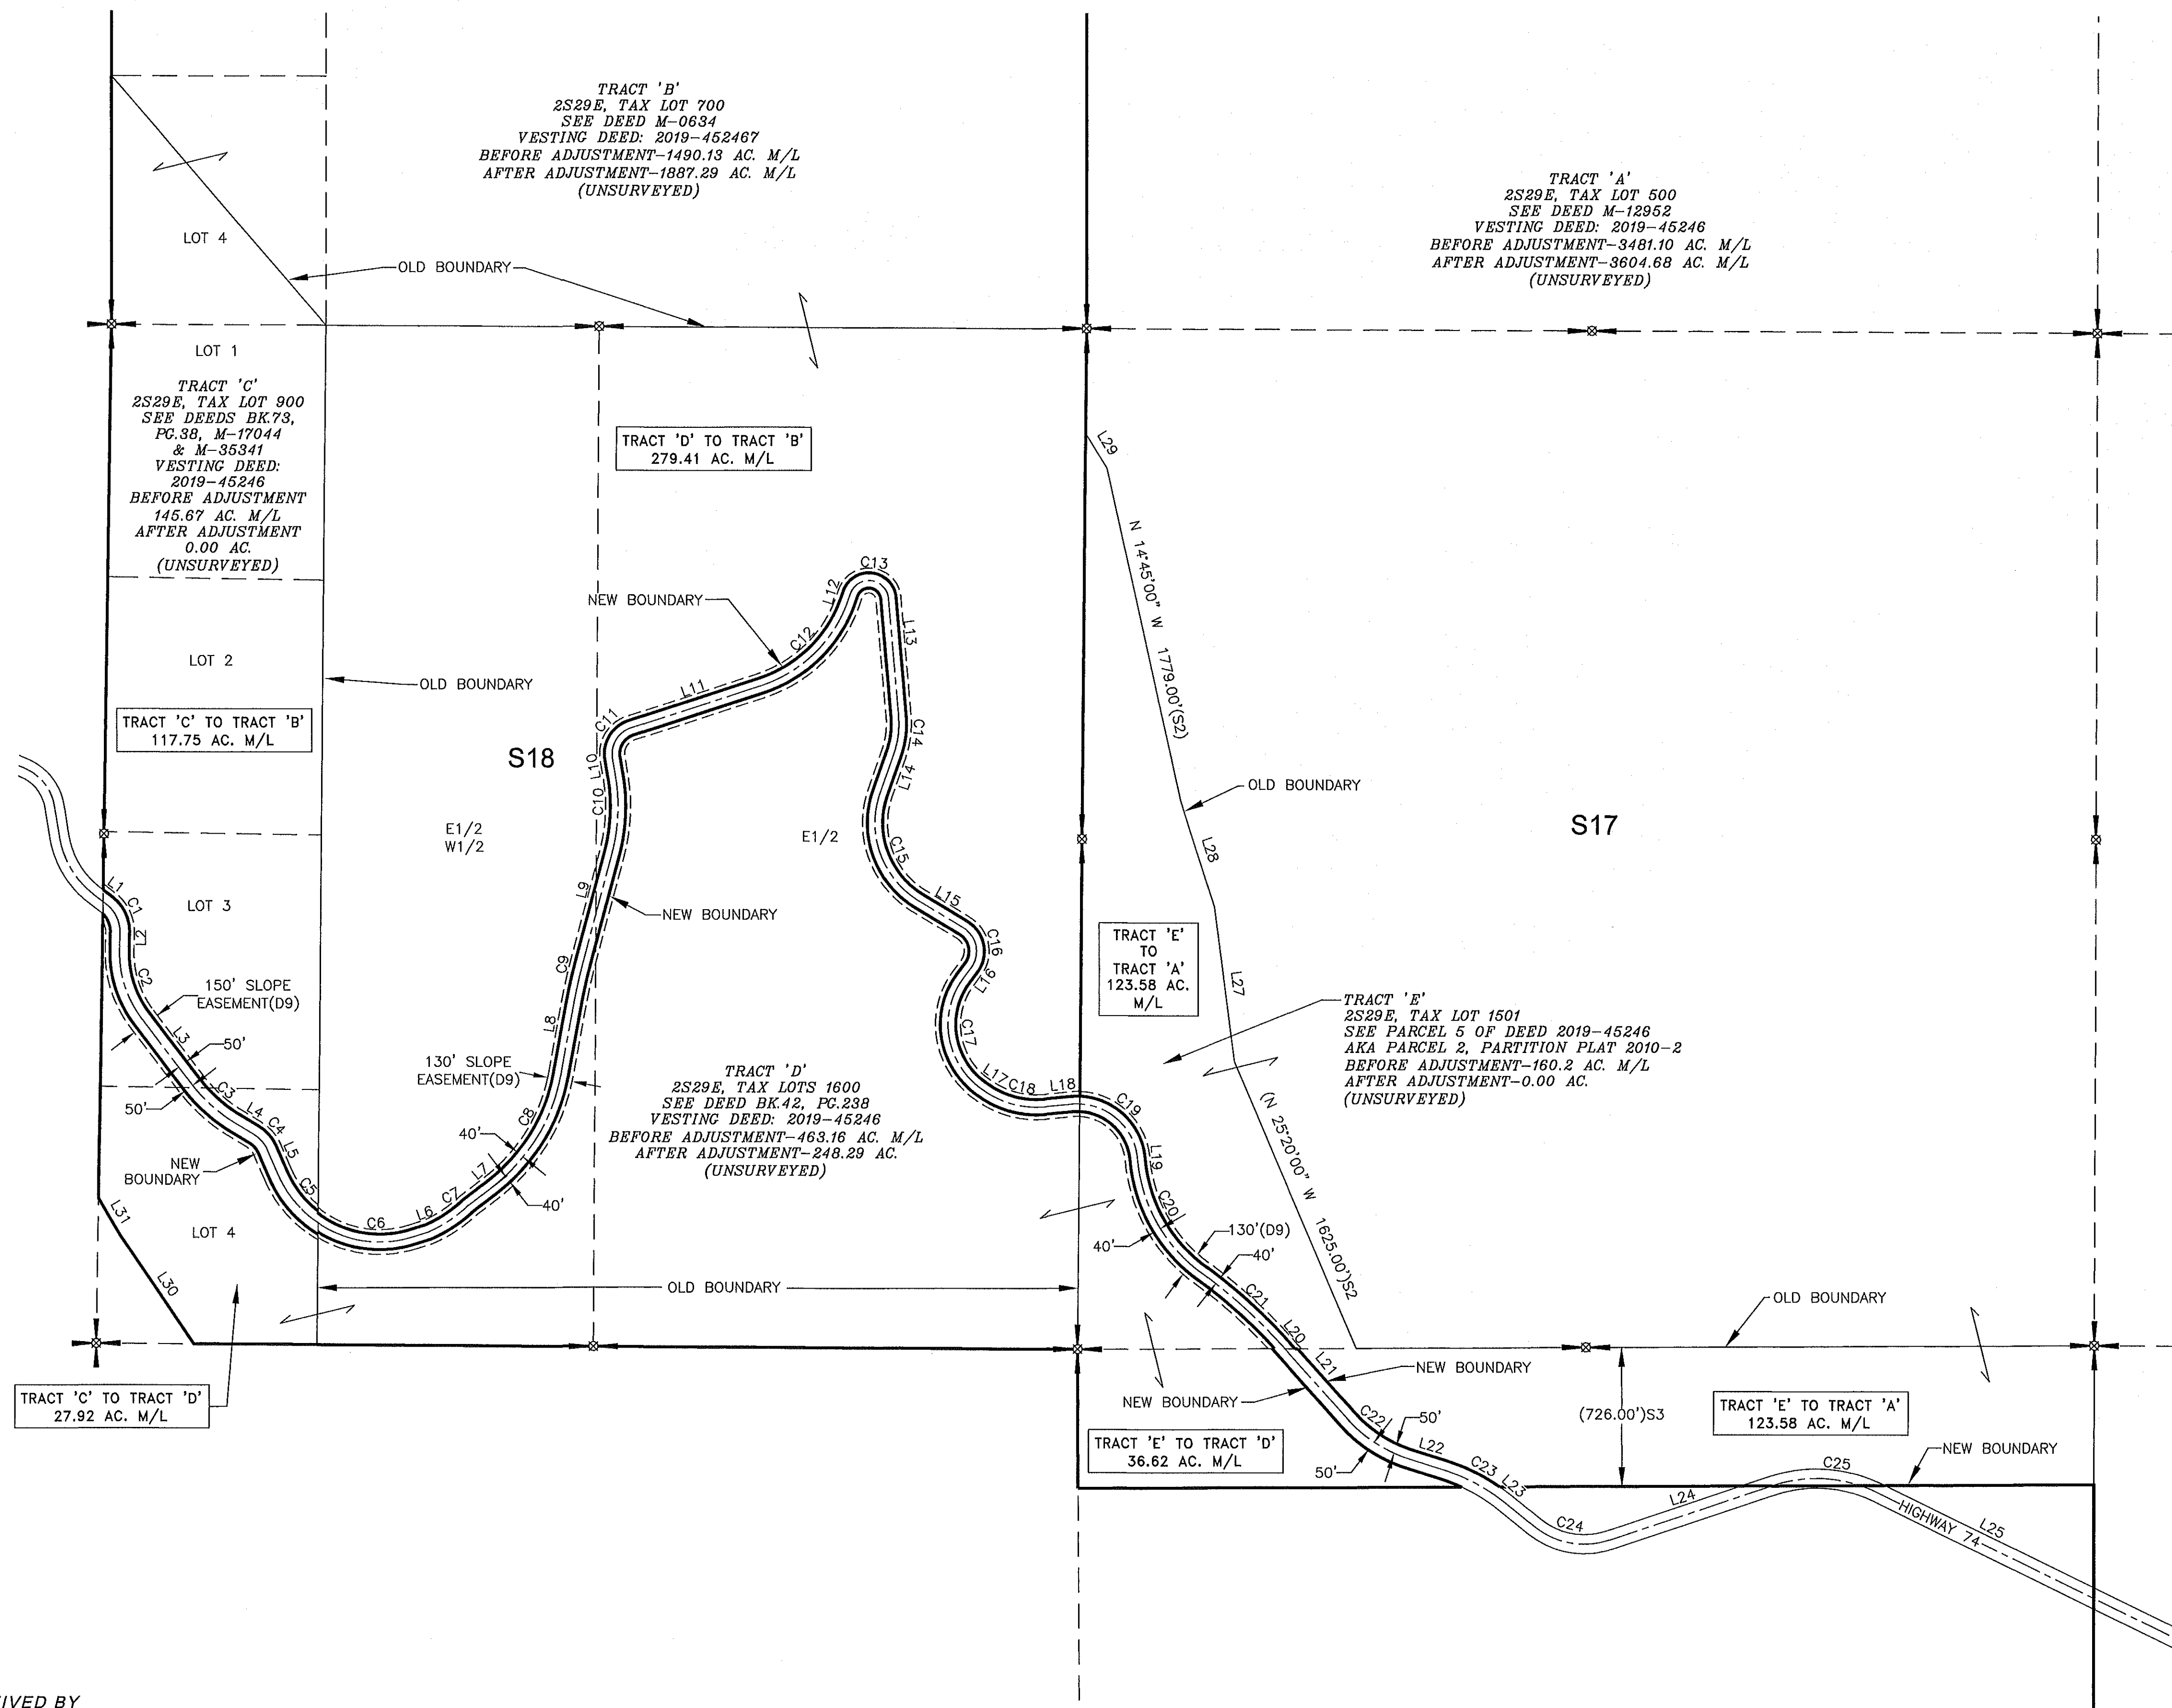 TRACT 'B'
2S29E, TAX LOT 700
SEE DEED M-0634
VESTING DEED: 2019-452467
BEFORE ADJUSTMENT-1490.13 AC. M/L
AFTER ADJUSTMENT-1887.29 AC. M/L
(UNSURVEYED)
TRACT 'A'
2S29E, TAX LOT 500
SEE DEED M-12952
VESTING DEED: 2019-45246
BEFORE ADJUSTMENT-3481.10 AC. M/L
AFTER ADJUSTMENT-3604.68 AC. M/L
(UNSURVEYED)
LOT 4
OLD BOUNDARY
LOT 1
TRACT 'C'
2S29E, TAX LOT 900
SEE DEEDS BK.73,
PG.38, M-17044
& M-35341
VESTING DEED:
2019-45246
BEFORE ADJUSTMENT
145.67 AC. M/L
AFTER ADJUSTMENT
0.00 AC.
(UNSURVEYED)
TRACT 'D' TO TRACT 'B'
279.41 AC. M/L
L29
N 14°45'00" W 1779.00'(S2)
C13
L12
NEW BOUNDARY
C12
L13
LOT 2
L11
OLD BOUNDARY
TRACT 'C' TO TRACT 'B'
117.75 AC. M/L
C11
C14
S18
L10
L14
C10
OLD BOUNDARY
S17
E1/2
W1/2
E1/2
L28
C15
L1
C1
LOT 3
L9
L15
NEW BOUNDARY
L2
C16
TRACT 'E'
TO
TRACT 'A'
123.58 AC.
M/L
C2
C9
L16
L27
150' SLOPE
EASEMENT(D9)
TRACT 'E'
2S29E, TAX LOT 1501
SEE PARCEL 5 OF DEED 2019-45246
AKA PARCEL 2, PARTITION PLAT 2010-2
BEFORE ADJUSTMENT-160.2 AC. M/L
AFTER ADJUSTMENT-0.00 AC.
(UNSURVEYED)
L3
50'
L8
C17
130' SLOPE
EASEMENT(D9)
TRACT 'D'
2S29E, TAX LOTS 1600
SEE DEED BK.42, PG.238
VESTING DEED: 2019-45246
BEFORE ADJUSTMENT-463.16 AC. M/L
AFTER ADJUSTMENT-248.29 AC.
(UNSURVEYED)
L17
C18
L18
C19
C3
50'
L4
C4
C8
40'
L5
(N 25°20'00" W 1625.00')S2
NEW
BOUNDARY
L7
L19
C5
C7
40'
L6
C6
C20
L31
LOT 4
130'(D9)
40'
40'
L30
OLD BOUNDARY
C21
OLD BOUNDARY
L20
L21
NEW BOUNDARY
TRACT 'C' TO TRACT 'D'
27.92 AC. M/L
NEW BOUNDARY
(726.00')S3
TRACT 'E' TO TRACT 'A'
123.58 AC. M/L
C22
50'
TRACT 'E' TO TRACT 'D'
36.62 AC. M/L
L22
NEW BOUNDARY
50'
C23
L23
C25
L24
C24
HIGHWAY 74
L25
IVED BY